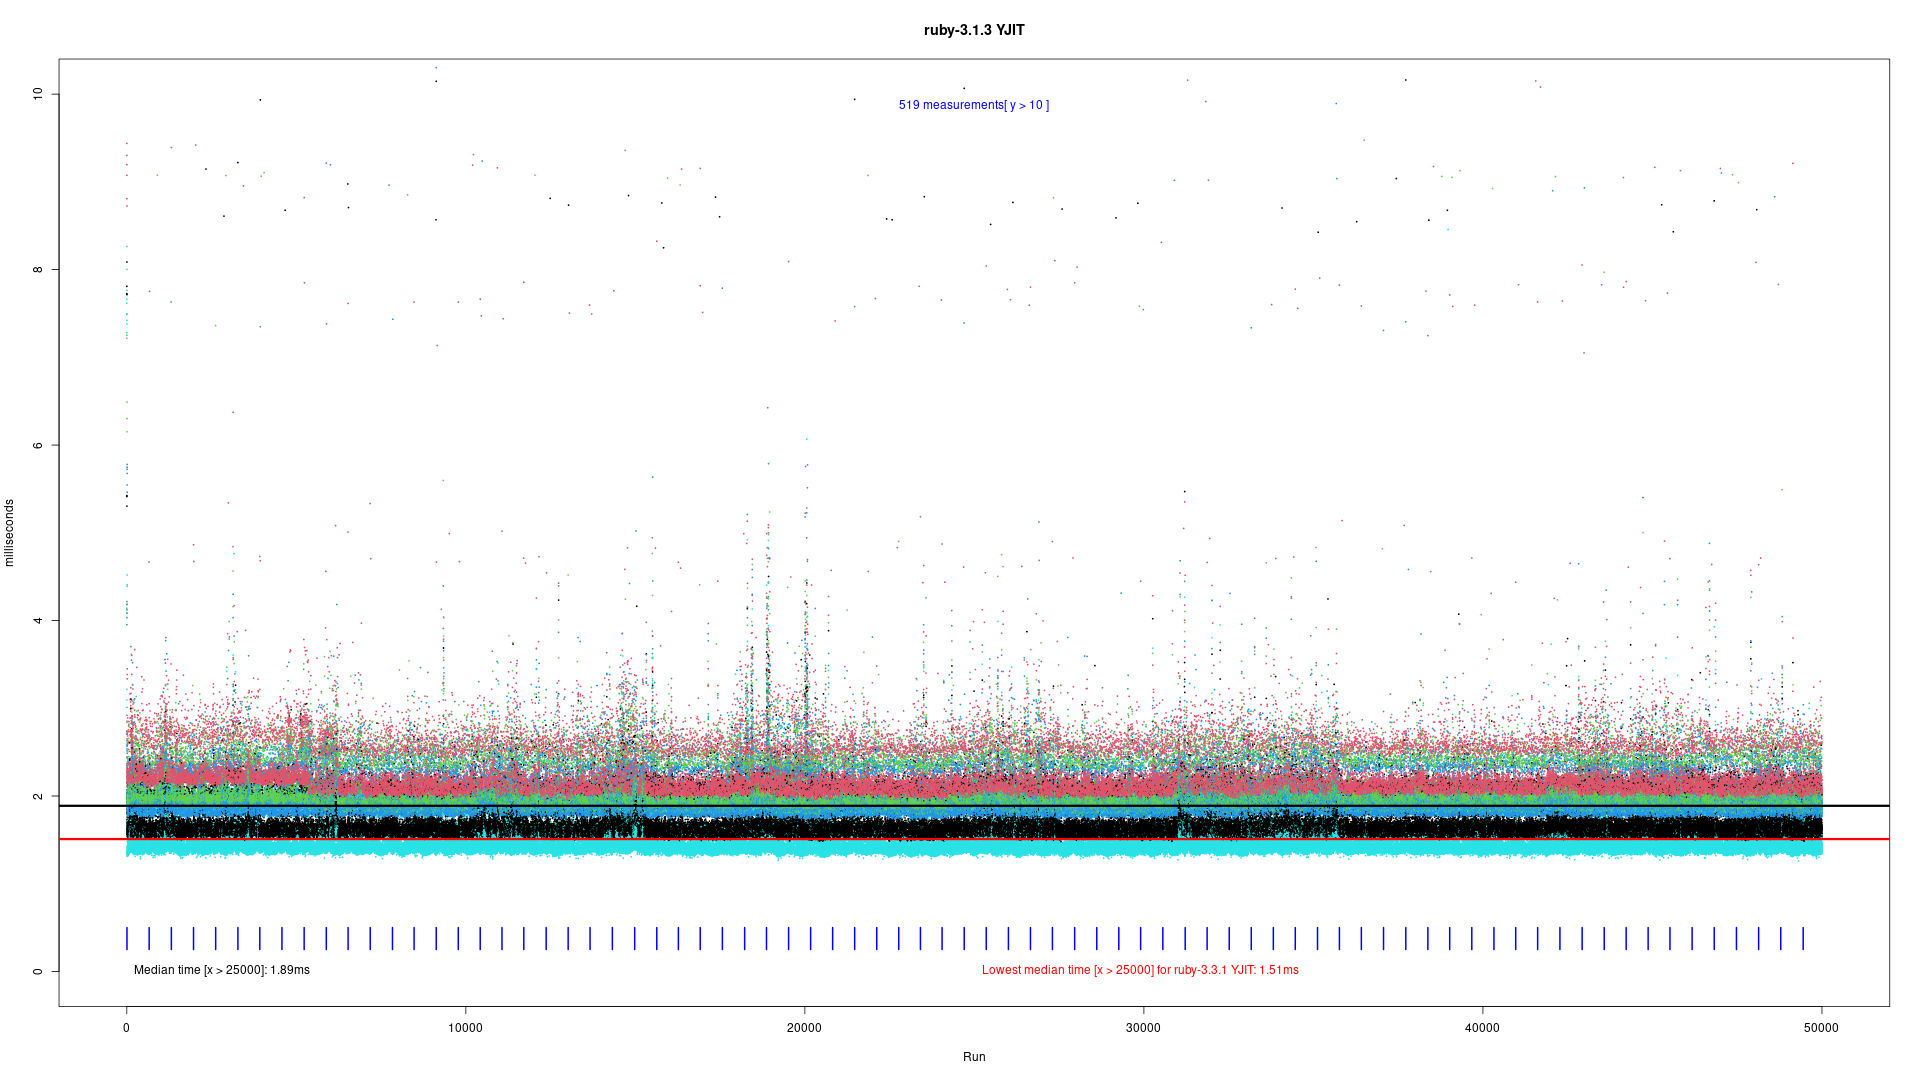 ruby-3.1.3 YJIT
519 measurements[ y > 10 ]
milliseconds
10
8
6
4
2
0
Median time [x > 25000]: 1.89ms
Lowest median time [x > 25000] for ruby-3.3.1 YJIT: 1.51ms
0 10000 20000 30000 40000 50000
Run